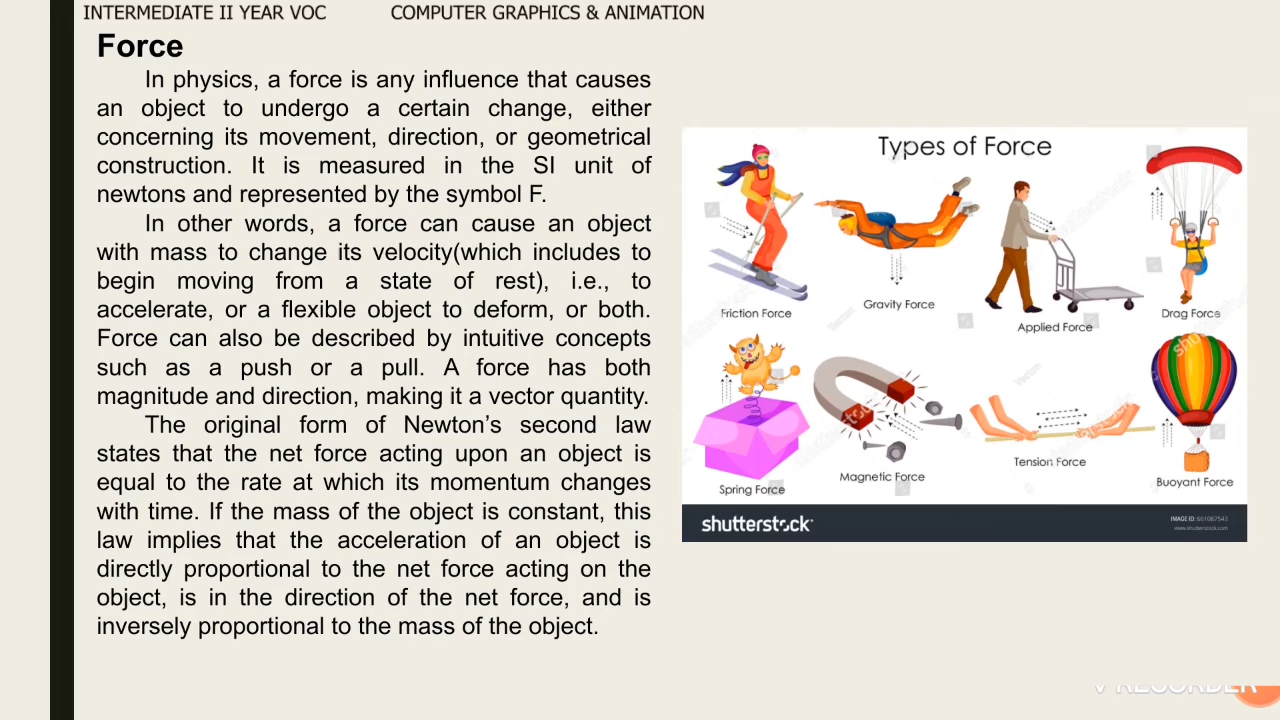 INTERMEDIATE II YEAR VOC COMPUTER GRAPHICS & ANIMATION
Force
In physics, a force is any influence that causes
an object to undergo a certain change, either
concerning its movement, direction, or geometrical
construction. It is measured in the SI unit of
newtons and represented by the symbol F.
In other words, a force can cause an object
with mass to change its velocity(which includes to
begin moving from a state of rest), i.e., to
accelerate, or a flexible object to deform, or both.
Force can also be described by intuitive concepts
such as a push or a pull. A force has both
magnitude and direction, making it a vector quantity.
The original form of Newton's second law
states that the net force acting upon an object is
equal to the rate at which its momentum changes
with time. If the mass of the object is constant, this
law implies that the acceleration of an object is
directly proportional to the net force acting on the
object, is in the direction of the net force, and is
inversely proportional to the mass of the object.
Types of Force
Friction Force
Gravity Force
Applied Force
Drag Force
Spring Force
Magnetic Force
Tension Force
Buoyant Force
shutterstock
IMAGE ID: 661087542
www.shutterstock.com
V RECORDER